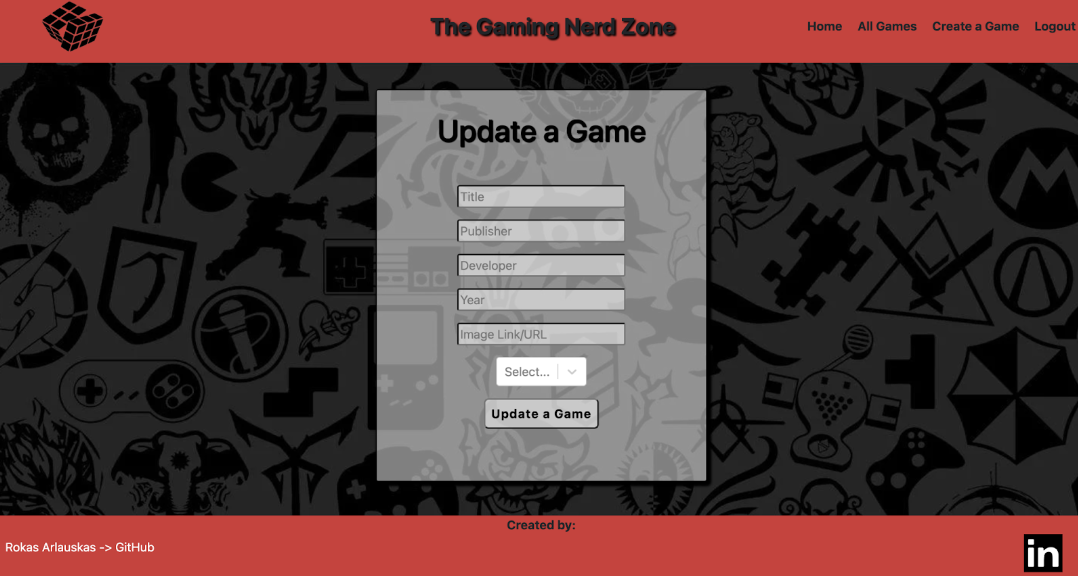 The Gaming Nerd Zone
Home All Games Create a Game Logout
Update a Game
Title
Publisher
Developer
Year
Image Link/URL
Select...
Update a Game
Created by:
Rokas Arlauskas -> GitHub
in